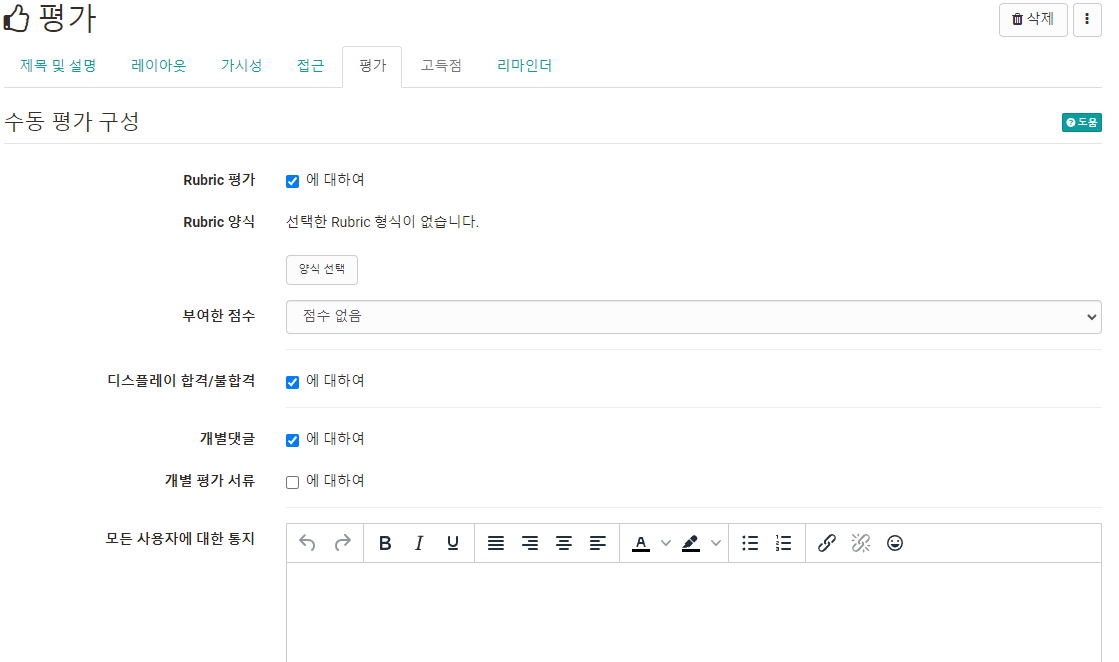 평가
삭제
제목 및 설명 레이아웃 가시성 접근 평가 고득점 리마인더
수동 평가 구성
도움
Rubric 평가 에 대하여
Rubric 양식 선택한 Rubric 형식이 없습니다.
양식 선택
부여한 점수 점수 없음
디스플레이 합격/불합격 에 대하여
개별댓글 에 대하여
개별 평가 서류 에 대하여
모든 사용자에 대한 통지